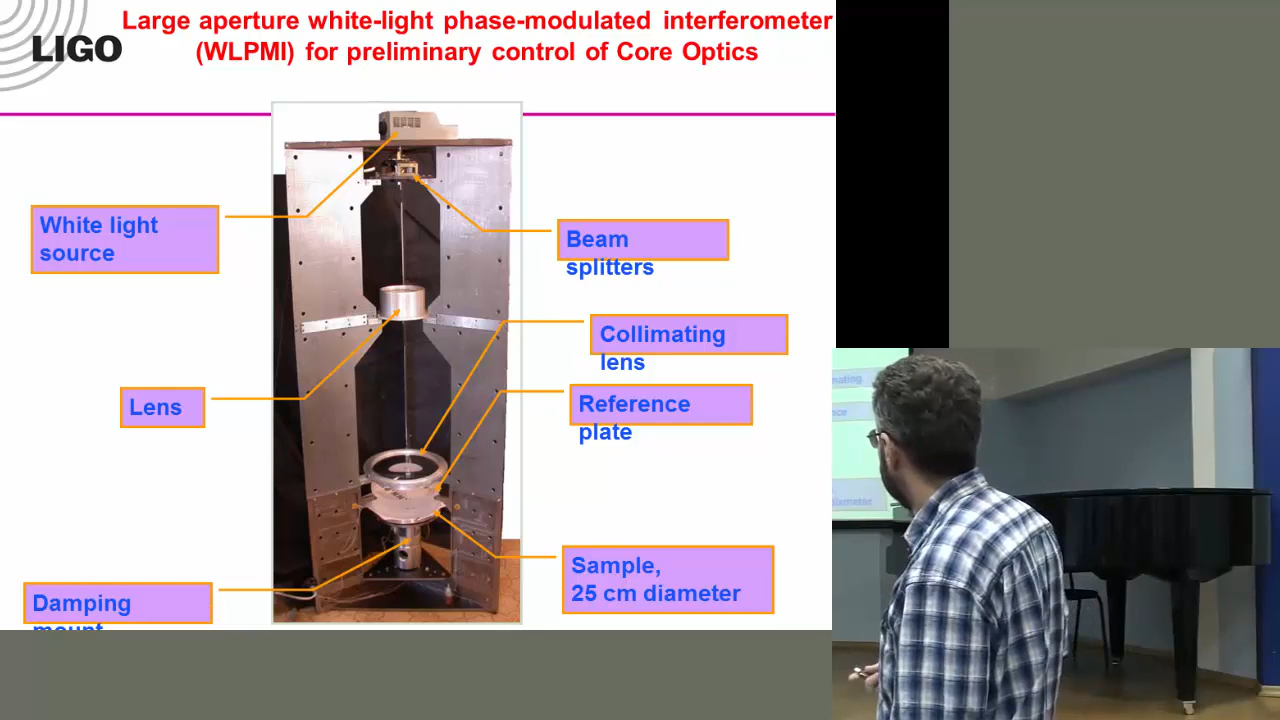 Large aperture white-light phase-modulated interferometer
(WLPMI) for preliminary control of Core Optics
LIGO
White light
source
Beam
splitters
Collimating
lens
Lens
Reference
plate
Sample,
25 cm diameter
Damping
mount